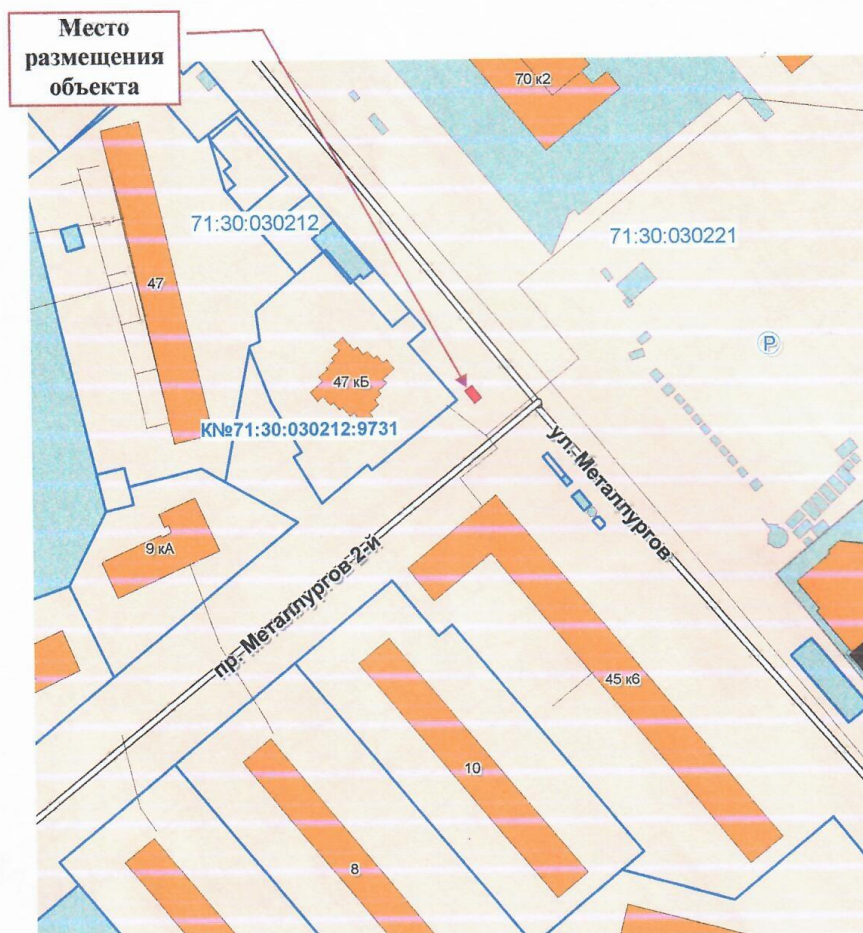 Место
размещения
объекта
70 к2
71:30:030212
71:30:030221
47
P
47 кБ
К№71:30:030212:9731
ул. Металлургов
9 кА
пр. Металлургов 2-й
45 к6
10
8